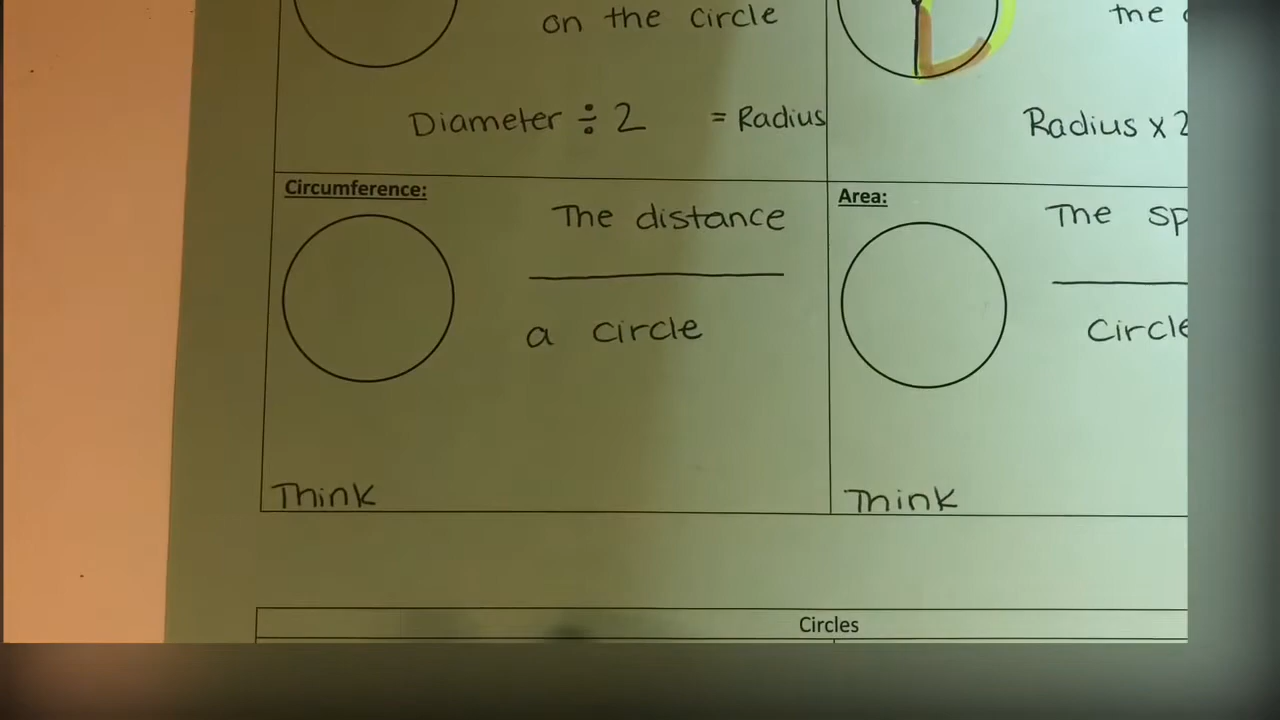 on the circle
the
Diameter ÷ 2 = Radius
Radius x 2
Circumference:
The distance
a circle
Think
Area:
The sp
Circle
Think
Circles